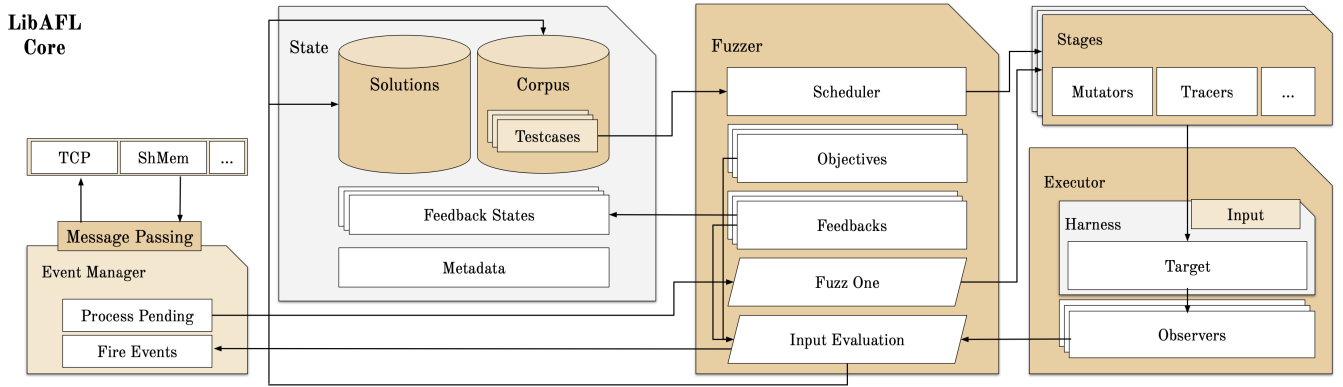 LibAFL
Core
TCP
ShMem
...
Message Passing
Event Manager
Process Pending
Fire Events
State
Solutions
Corpus
Testcases
Feedback States
Metadata
Fuzzer
Scheduler
Objectives
Feedbacks
Fuzz One
Input Evaluation
Stages
Mutators
Tracers
...
Executor
Input
Harness
Target
Observers